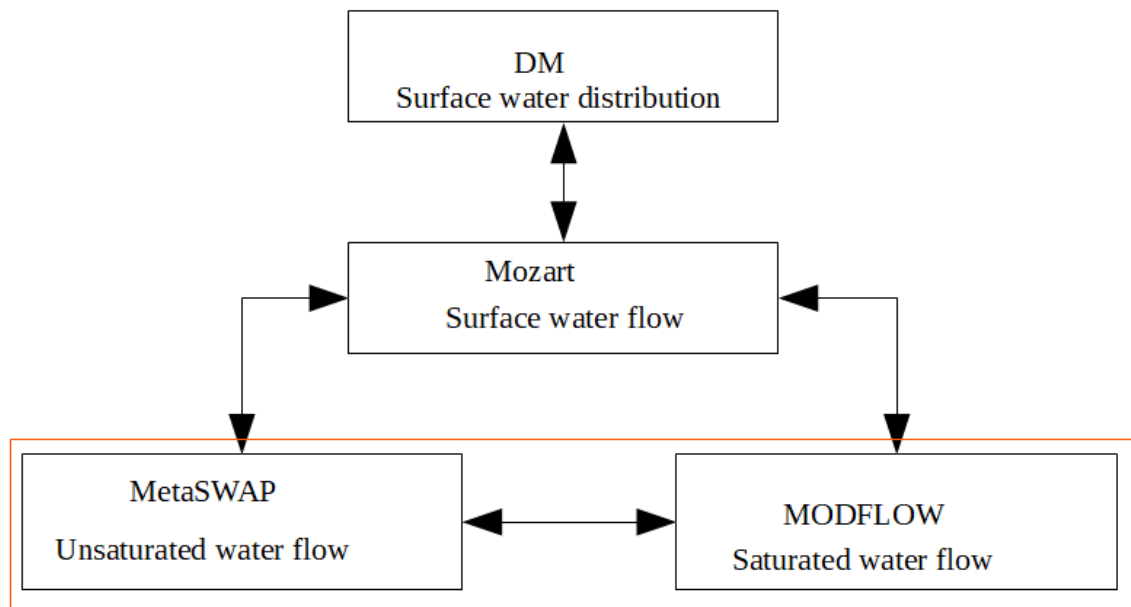 DM
Surface water distribution
Mozart
Surface water flow
MetaSWAP
Unsaturated water flow
MODFLOW
Saturated water flow